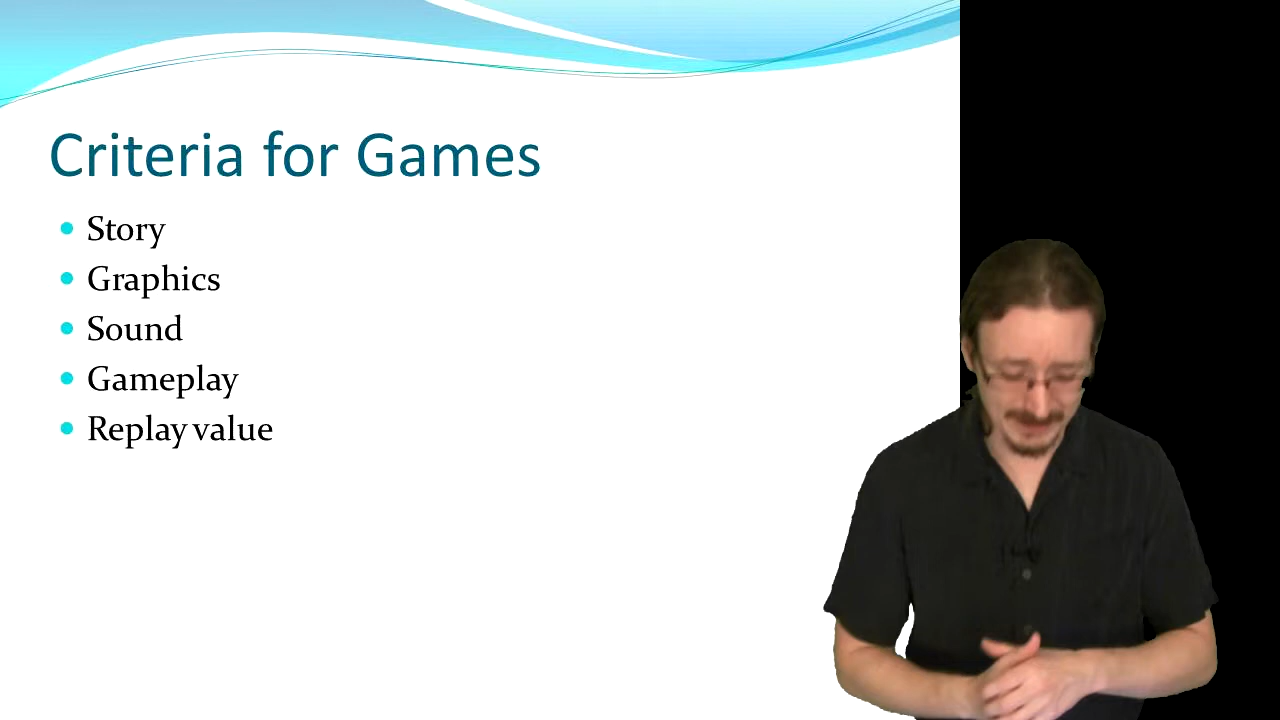 Criteria for Games
Story
Graphics
Sound
Gameplay
Replay value